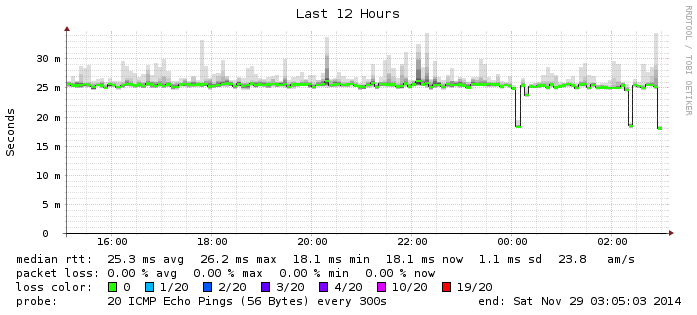 Last 12 Hours
RRDTOOL / TOBI OETIKER
Seconds
30 m
25 m
20 m
15 m
10 m
5 m
0
16:00 18:00 20:00 22:00 00:00 02:00
median rtt: 25.3 ms avg 26.2 ms max 18.1 ms min 18.1 ms now 1.1 ms sd 23.8 am/s
packet loss: 0.00 % avg 0.00 % max 0.00 % min 0.00 % now
loss color: 0 1/20 2/20 3/20 4/20 10/20 19/20
probe: 20 ICMP Echo Pings (56 Bytes) every 300s end: Sat Nov 29 03:05:03 2014